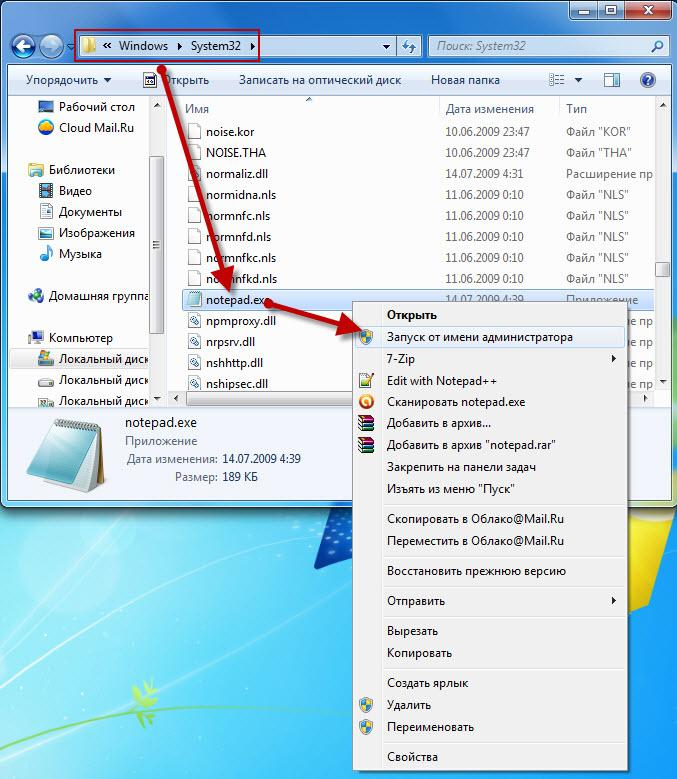 « Windows ▸ System32 ▸
Поиск: System32
Упорядочить ▾ Открыть Записать на оптический диск Новая папка
Рабочий стол
Cloud Mail.Ru
Библиотеки
Видео
Документы
Изображения
Музыка
Домашняя группа
Компьютер
Локальный диск
Локальный диск
Локальный диск
Имя Дата изменения Тип
noise.kor 10.06.2009 23:47 Файл "KOR"
NOISE.THA 10.06.2009 23:47 Файл "THA"
normaliz.dll 14.07.2009 4:31 Расширение пр
normidna.nls 11.06.2009 0:10 Файл "NLS"
normnfc.nls 11.06.2009 0:10 Файл "NLS"
normnfd.nls 11.06.2009 0:10 Файл "NLS"
normnfkc.nls 11.06.2009 0:10 Файл "NLS"
normnfkd.nls 11.06.2009 0:10 Файл "NLS"
notepad.exe 14.07.2009 4:39 Приложение
npmproxy.dll
nrpsrv.dll
nshhttp.dll
nshipsec.dll
notepad.exe
Приложение
Дата изменения: 14.07.2009 4:39
Размер: 189 КБ
Открыть
Запуск от имени администратора
7-Zip
Edit with Notepad++
Сканировать notepad.exe
Добавить в архив...
Добавить в архив "notepad.rar"
Закрепить на панели задач
Изъять из меню "Пуск"
Скопировать в Облако@Mail.Ru
Переместить в Облако@Mail.Ru
Восстановить прежнюю версию
Отправить
Вырезать
Копировать
Создать ярлык
Удалить
Переименовать
Свойства